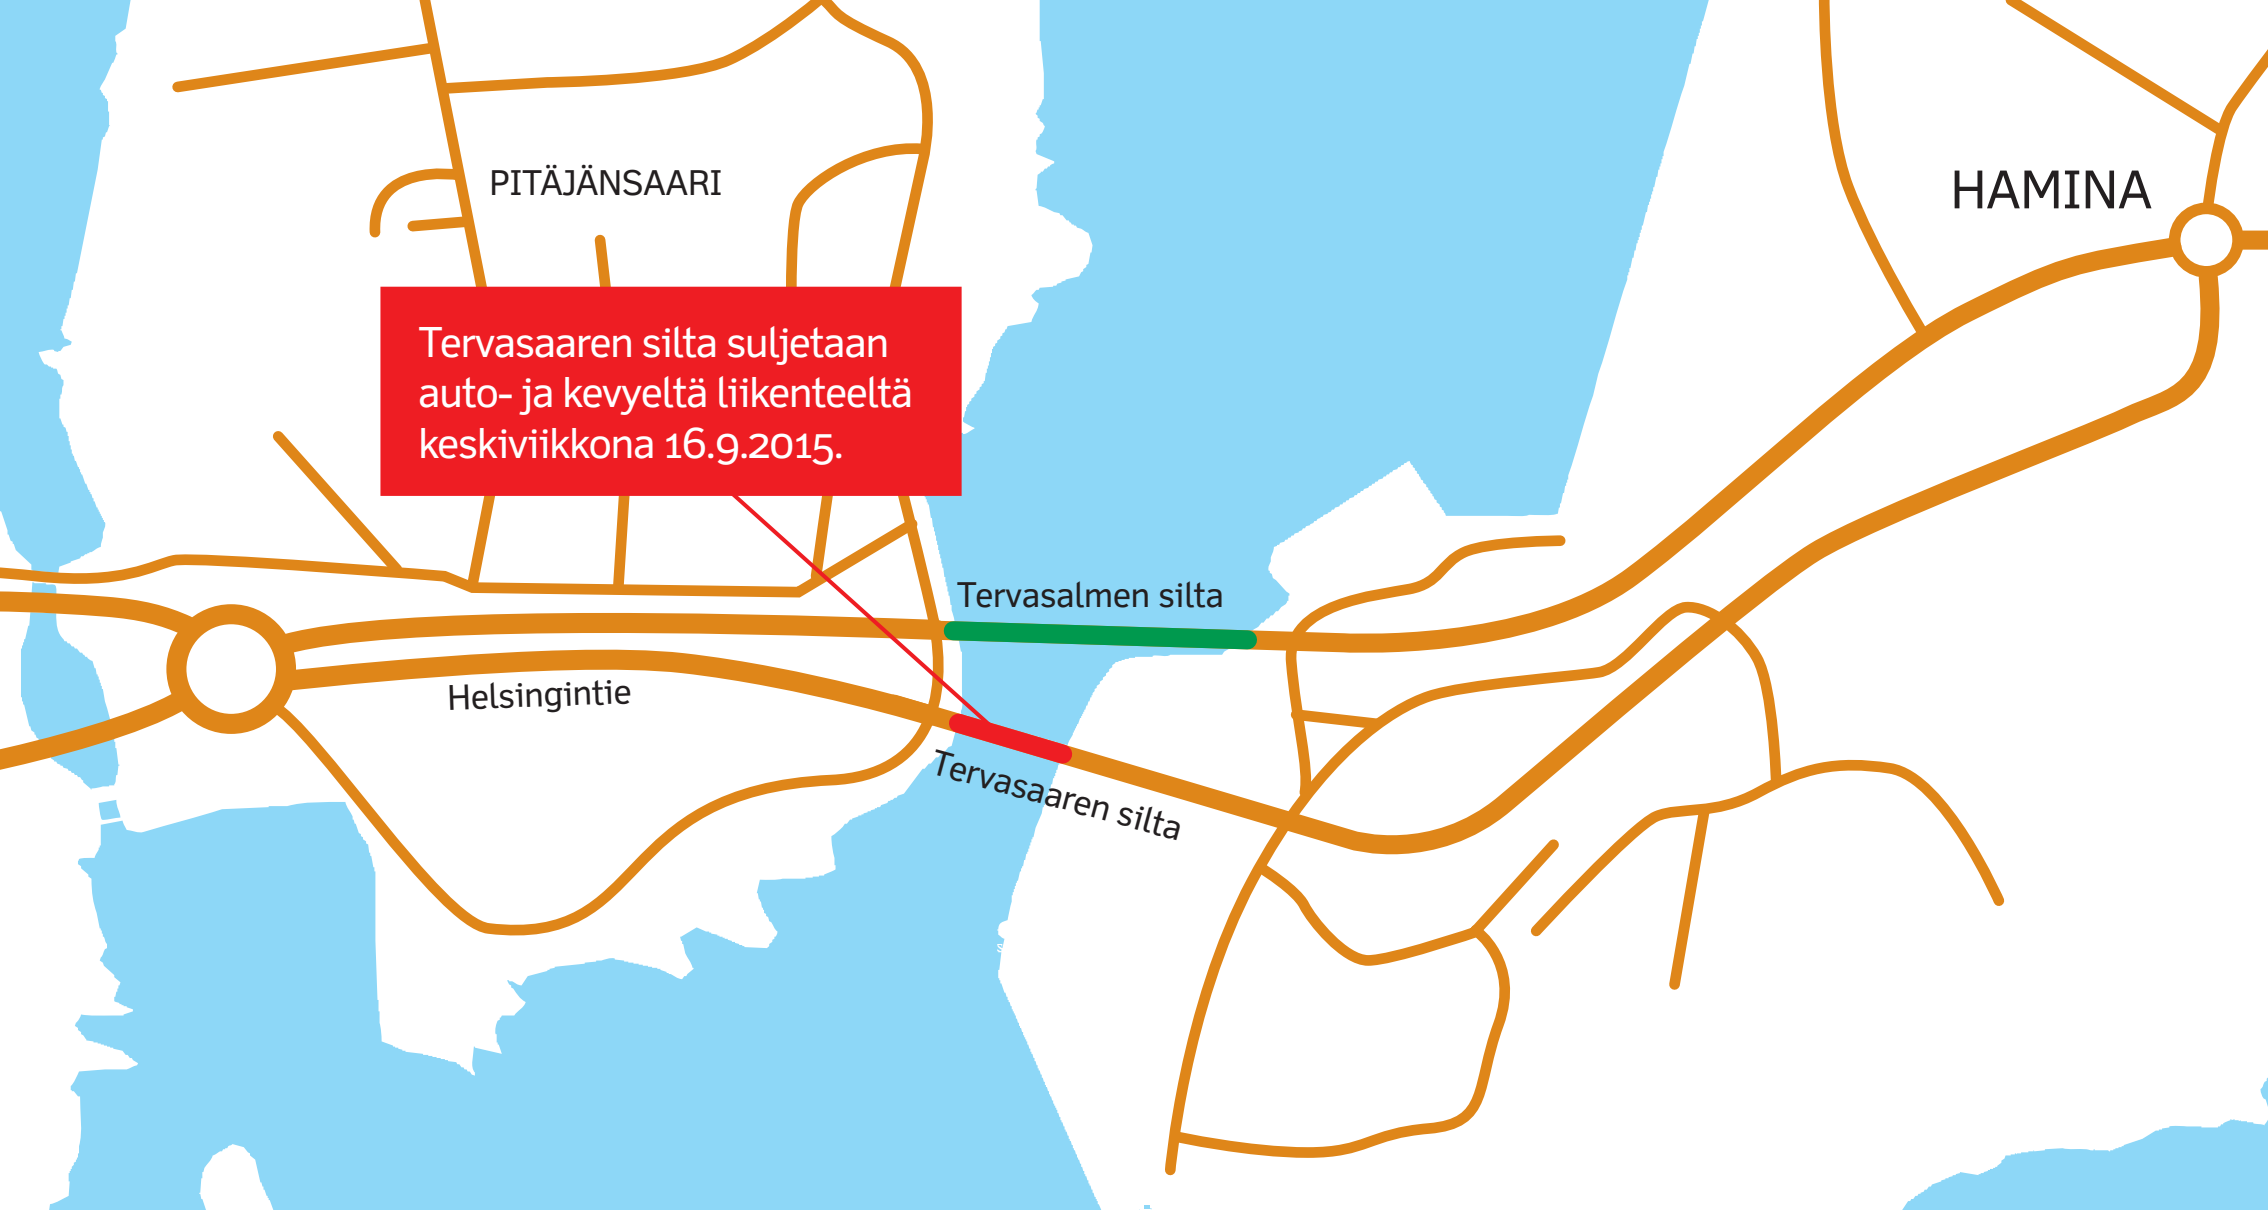 PITÄJÄNSAARI
HAMINA
Tervasaaren silta suljetaan
auto- ja kevyeltä liikenteeltä
keskiviikkona 16.9.2015.
Tervasalmen silta
Helsingintie
Tervasaaren silta